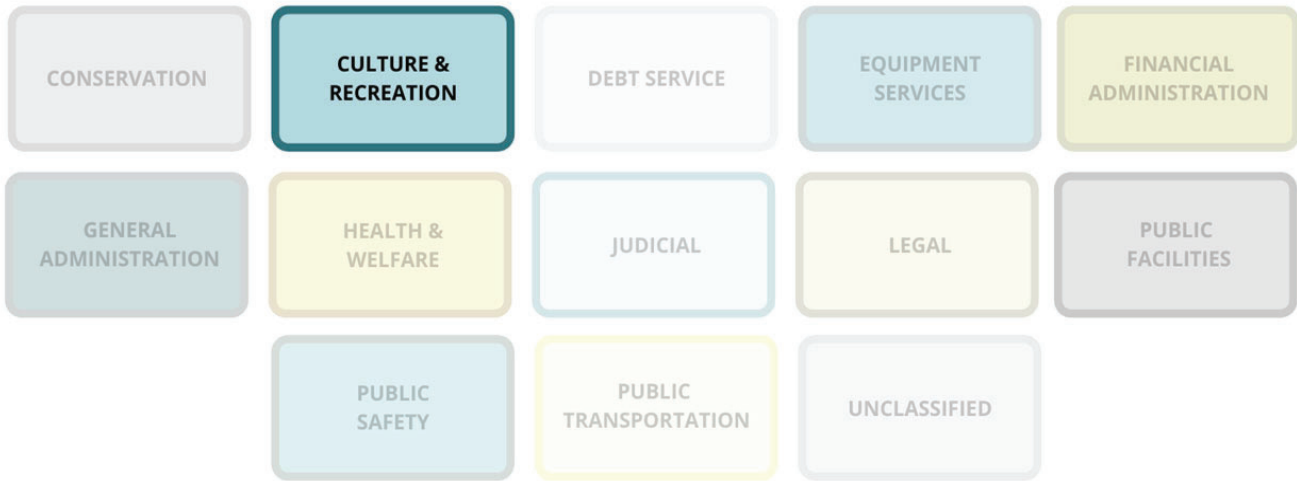 CONSERVATION
CULTURE &
RECREATION
DEBT SERVICE
EQUIPMENT
SERVICES
FINANCIAL
ADMINISTRATION
GENERAL
ADMINISTRATION
HEALTH &
WELFARE
JUDICIAL
LEGAL
PUBLIC
FACILITIES
PUBLIC
SAFETY
PUBLIC
TRANSPORTATION
UNCLASSIFIED